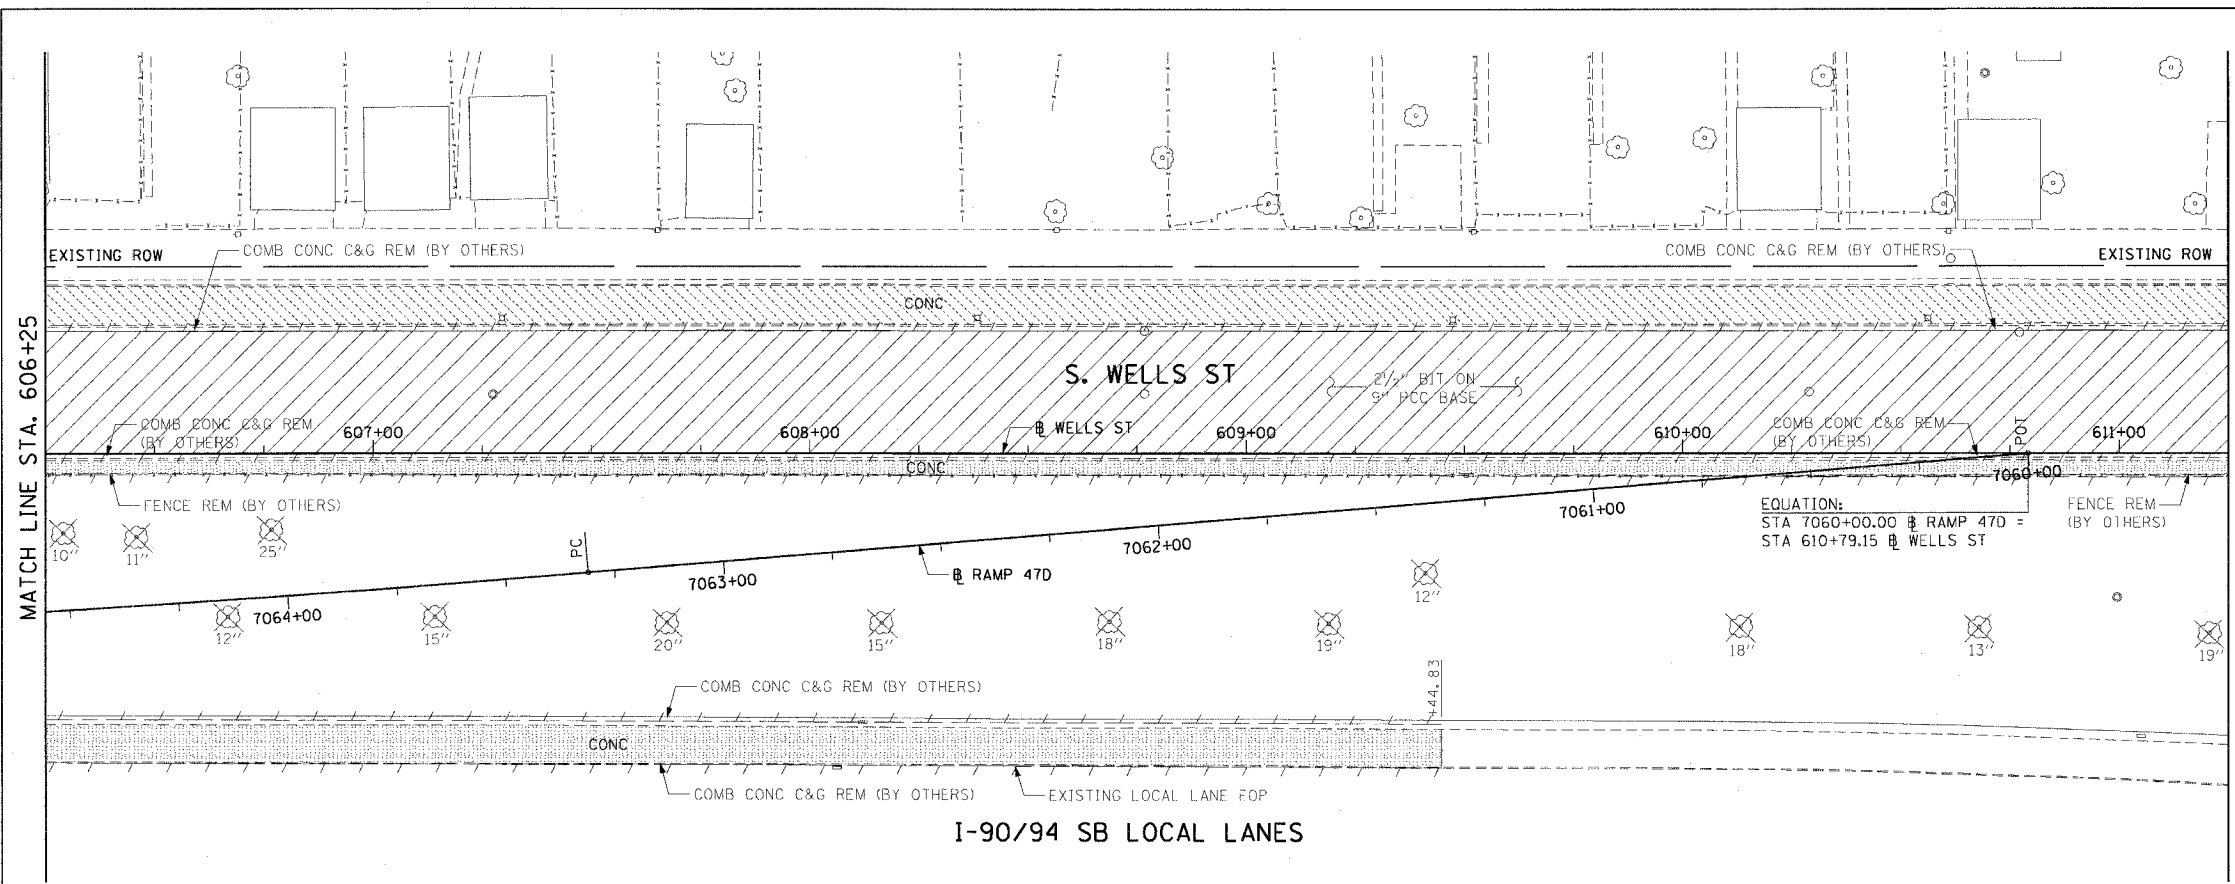 COMB CONC C&G REM (BY OTHERS)
COMB CONC C&G REM (BY OTHERS)
EXISTING ROW
EXISTING ROW
CONC
MATCH LINE STA. 606+25
S. WELLS ST
2½" BIT ON
9" PCC BASE
COMB CONC C&G REM
(BY OTHERS)
607+00
608+00
℄ WELLS ST
609+00
610+00
COMB CONC C&G REM
(BY OTHERS)
POT
611+00
CONC
7060+00
FENCE REM (BY OTHERS)
EQUATION:
STA 7060+00.00 ℄ RAMP 47D =
STA 610+79.15 ℄ WELLS ST
FENCE REM
(BY OTHERS)
7061+00
10"
11"
25"
PC
7062+00
7063+00
℄ RAMP 47D
7064+00
12"
12"
15"
20"
15"
18"
19"
18"
13"
19"
+44.83
COMB CONC C&G REM (BY OTHERS)
CONC
COMB CONC C&G REM (BY OTHERS)
EXISTING LOCAL LANE EOP
I-90/94 SB LOCAL LANES